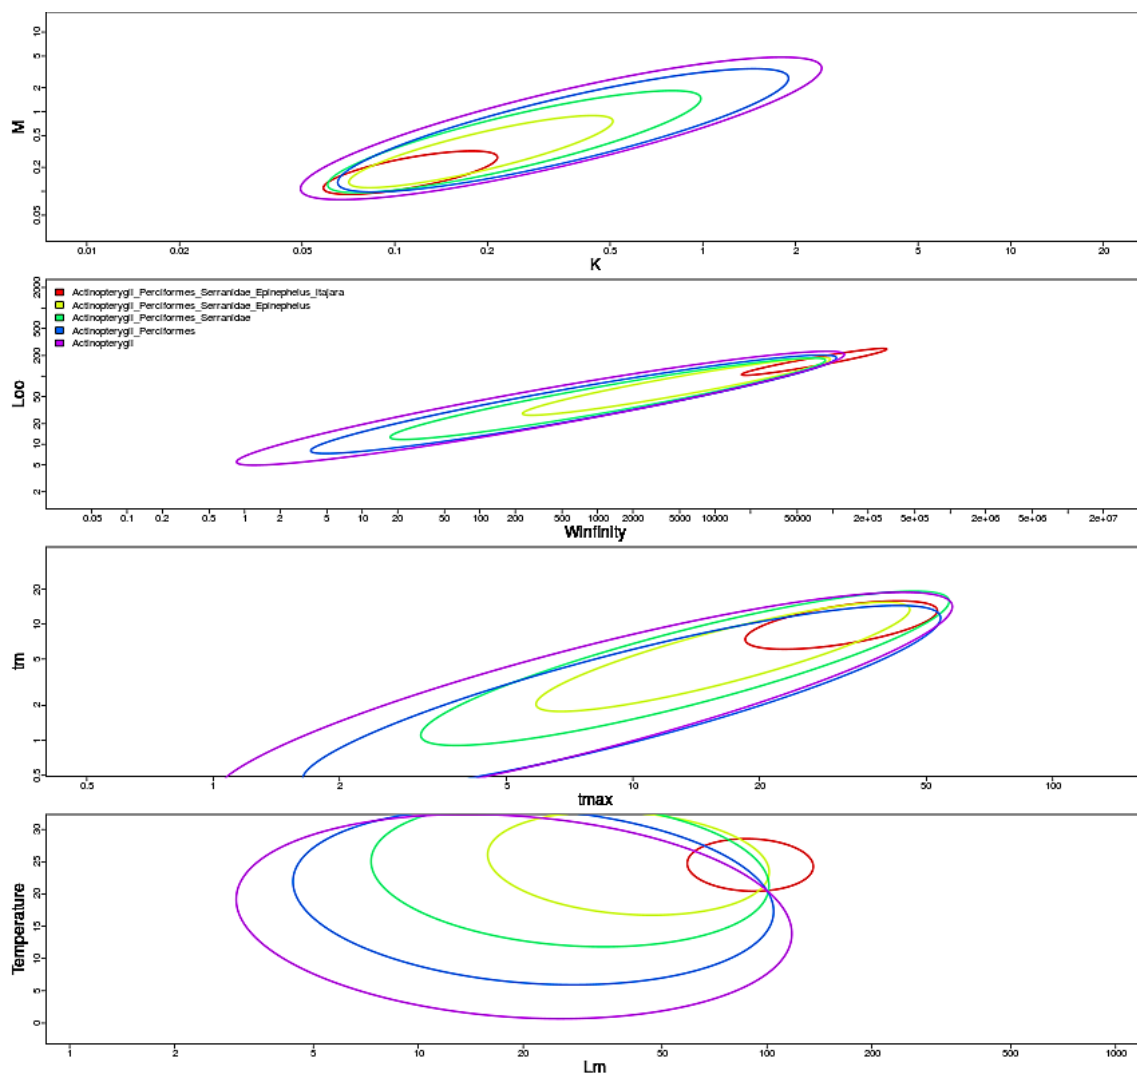 10
5
2
1
0.5
0.2
0.05
M
0.01 0.02 0.05 0.1 0.2 0.5 1 2 5 10 20
K
2000
500
200
50
20
10
5
2
Loo
Actinopterygii_Perciformes_Serranidae_Epinephelus_Itajara
Actinopterygii_Perciformes_Serranidae_Epinephelus
Actinopterygii_Perciformes_Serranidae
Actinopterygii_Perciformes
Actinopterygii
0.05 0.1 0.2 0.5 1 2 5 10 20 50 100 200 500 1000 2000 5000 10000 50000 2e+05 5e+05 2e+06 5e+06 2e+07
Winfinity
20
10
5
2
1
0.5
tm
0.5 1 2 5 10 20 50 100
tmax
30
25
20
15
10
5
0
Temperature
1 2 5 10 20 50 100 200 500 1000
Lm